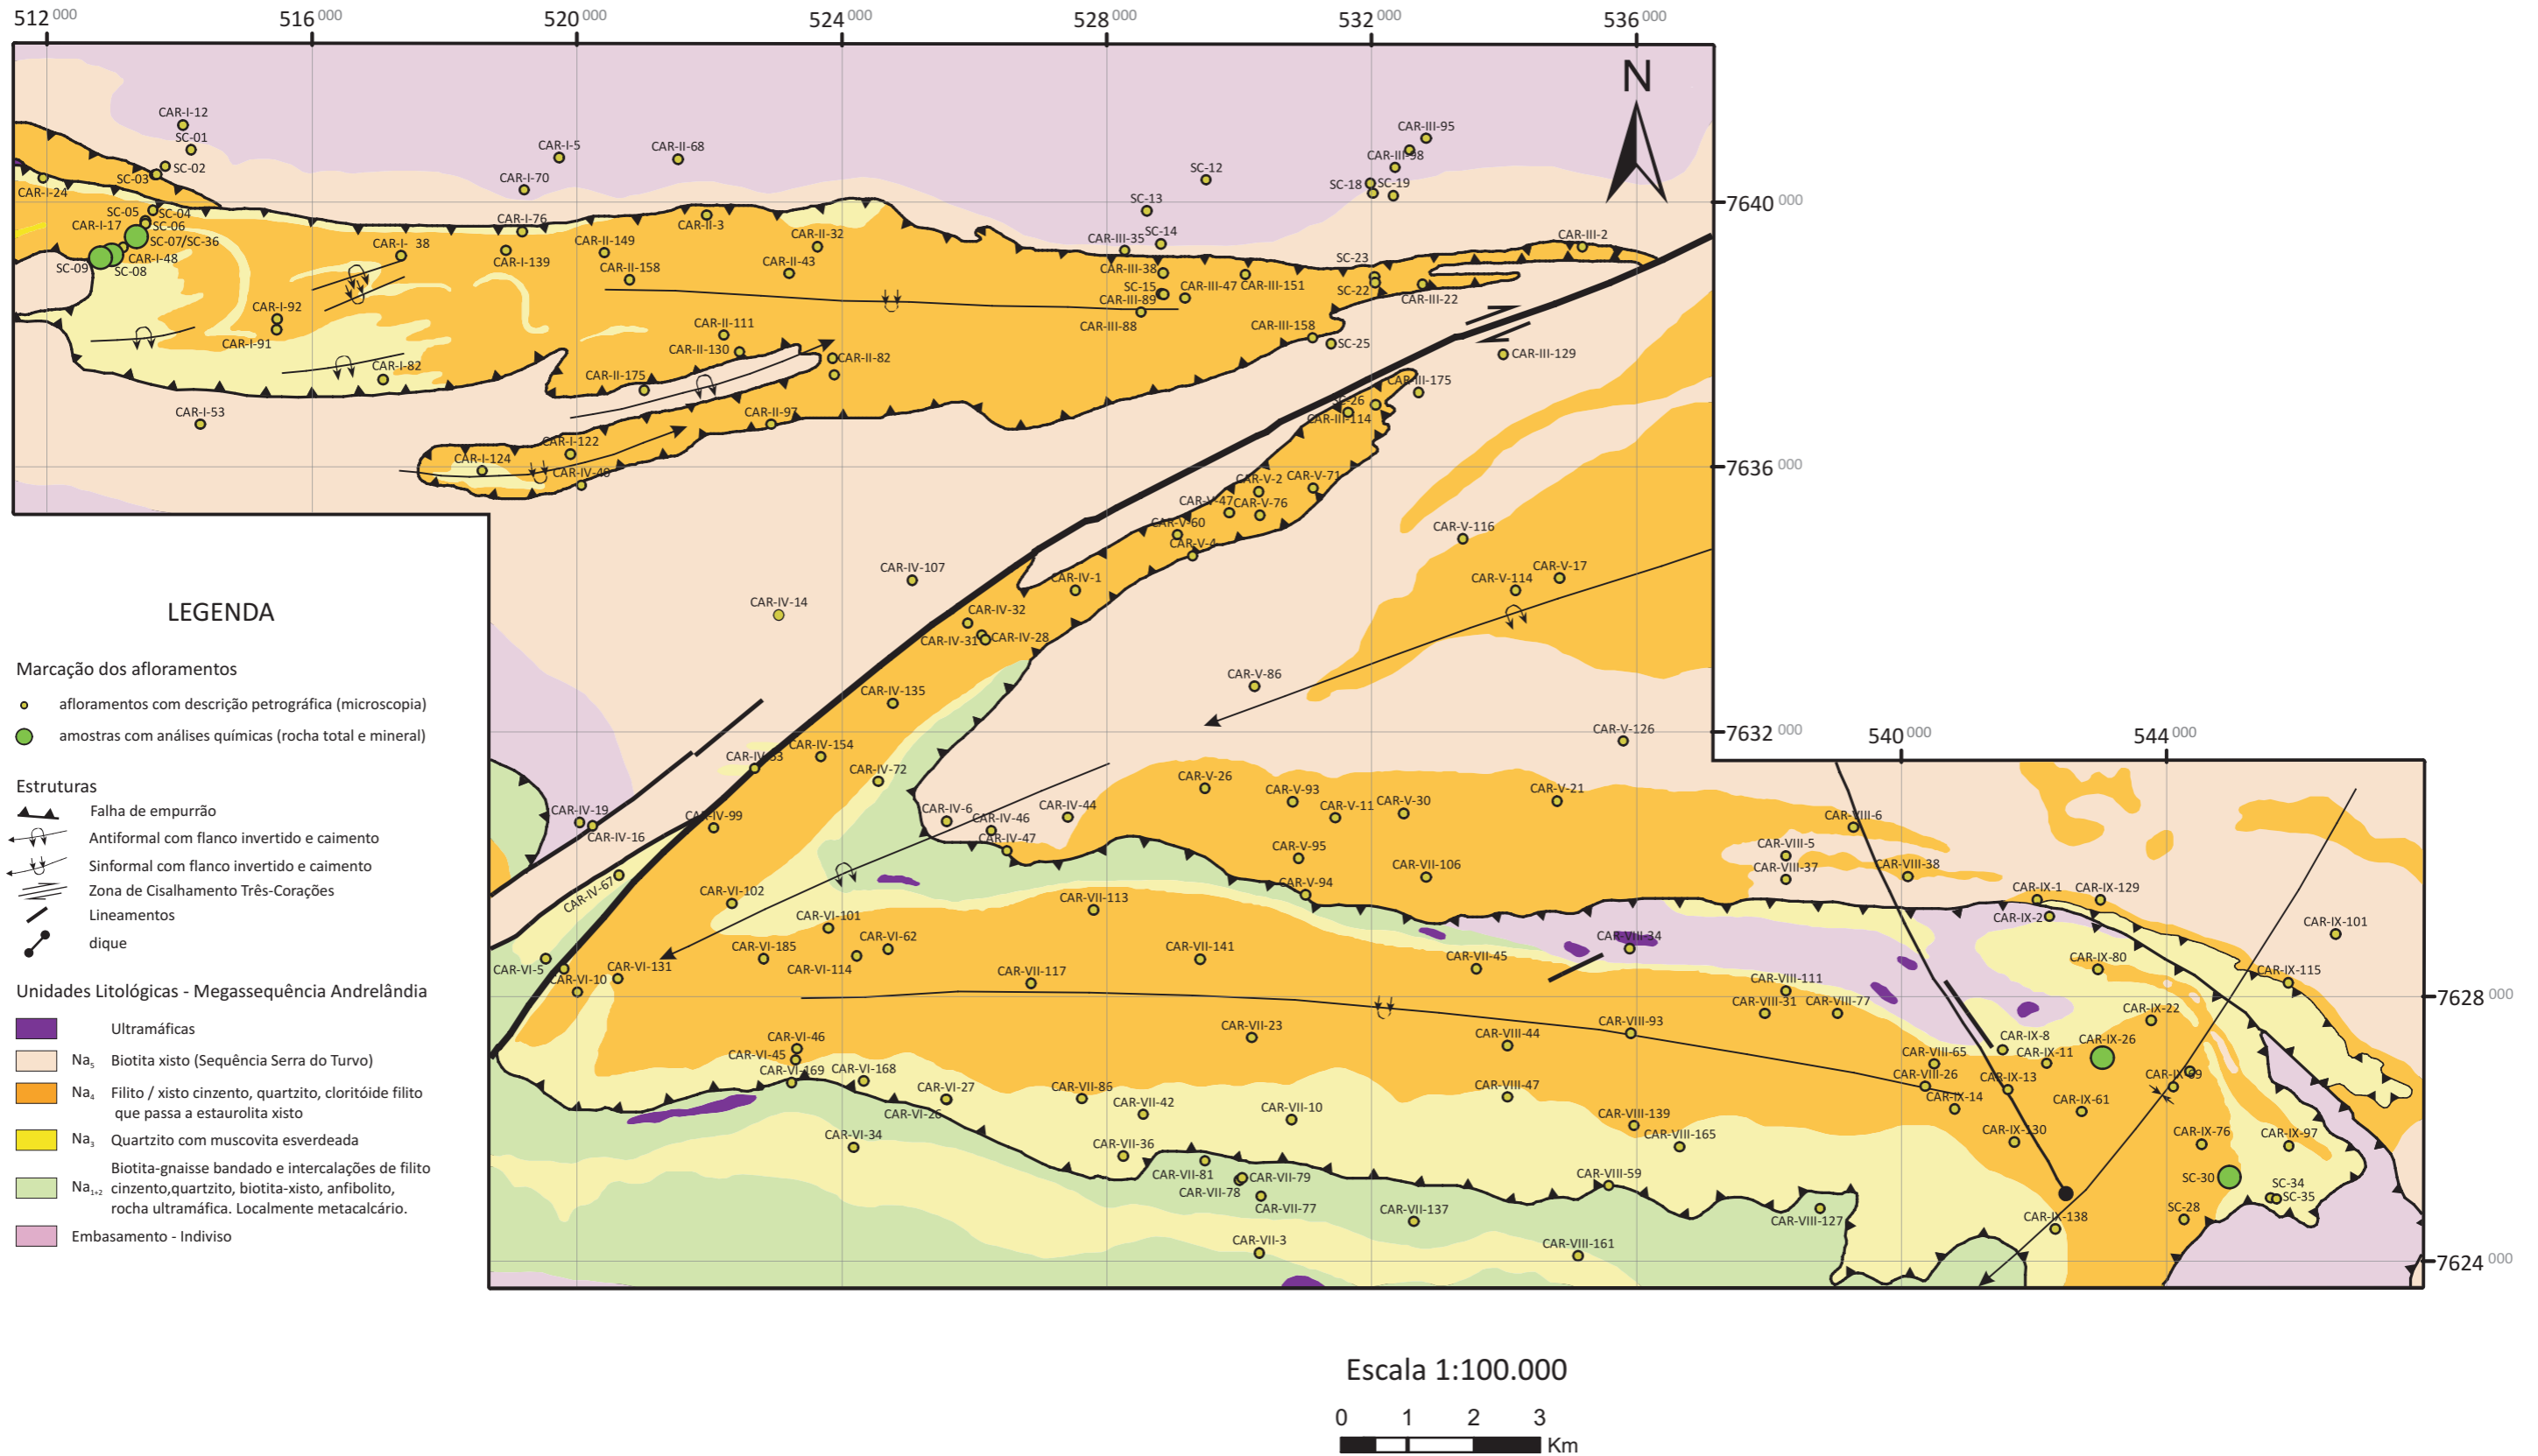 512 000
516 000
520 000
524 000
528 000
532 000
536 000
N
CAR-I-12
SC-01
SC-02
SC-03
CAR-I-24
CAR-I-5
CAR-II-68
CAR-I-70
SC-12
SC-13
SC-14
CAR-III-95
CAR-III-98
SC-18
SC-19
7640 000
SC-05
SC-04
CAR-I-17
SC-06
SC-07/SC-36
CAR-I-48
SC-09
SC-08
CAR-I- 38
CAR-I-76
CAR-I-139
CAR-II-149
CAR-II-158
CAR-II-3
CAR-II-32
CAR-II-43
CAR-III-35
CAR-III-38
SC-15
CAR-III-47
CAR-III-151
CAR-III-89
CAR-III-88
SC-23
SC-22
CAR-III-22
CAR-III-2
CAR-I-92
CAR-I-91
CAR-I-82
CAR-I-53
CAR-II-111
CAR-II-130
CAR-II-82
CAR-II-175
CAR-II-97
CAR-III-158
SC-25
CAR-III-129
CAR-III-175
SC-26
CAR-III-114
CAR-I-122
CAR-I-124
CAR-IV-40
7636 000
CAR-V-2
CAR-V-71
CAR-V-47
CAR-V-76
CAR-V-60
CAR-V-4
CAR-V-116
CAR-V-17
CAR-V-114
CAR-IV-107
CAR-IV-14
CAR-IV-1
CAR-IV-32
CAR-IV-31
CAR-IV-28
CAR-IV-135
CAR-V-86
CAR-V-126
7632 000
540 000
544 000
CAR-IV-154
CAR-IV-33
CAR-IV-72
CAR-IV-19
CAR-IV-16
CAR-IV-99
CAR-IV-67
CAR-IV-6
CAR-IV-46
CAR-IV-47
CAR-IV-44
CAR-V-26
CAR-V-93
CAR-V-11
CAR-V-30
CAR-V-21
CAR-V-95
CAR-V-94
CAR-VII-106
CAR-VIII-6
CAR-VIII-5
CAR-VIII-37
CAR-VIII-38
CAR-IX-1
CAR-IX-129
CAR-IX-2
CAR-IX-101
CAR-VI-102
CAR-VI-101
CAR-VI-62
CAR-VI-185
CAR-VI-114
CAR-VI-5
CAR-VI-10
CAR-VI-131
CAR-VII-113
CAR-VII-141
CAR-VII-117
CAR-VII-45
CAR-VIII-34
CAR-VIII-111
CAR-VIII-31
CAR-VIII-77
CAR-IX-80
CAR-IX-115
7628 000
CAR-IX-22
CAR-VI-46
CAR-VI-45
CAR-VI-169
CAR-VI-168
CAR-VI-27
CAR-VI-26
CAR-VI-34
CAR-VII-23
CAR-VII-86
CAR-VII-42
CAR-VII-10
CAR-VII-36
CAR-VIII-44
CAR-VIII-93
CAR-VIII-47
CAR-VIII-139
CAR-VIII-165
CAR-VIII-65
CAR-VIII-26
CAR-IX-8
CAR-IX-11
CAR-IX-26
CAR-IX-13
CAR-IX-14
CAR-IX-69
CAR-IX-61
CAR-IX-130
CAR-IX-76
CAR-IX-97
CAR-VII-81
CAR-VII-79
CAR-VII-78
CAR-VII-77
CAR-VII-3
CAR-VII-137
CAR-VIII-59
CAR-VIII-127
CAR-VIII-161
CAR-IX-138
SC-30
SC-34
SC-35
SC-28
7624 000
LEGENDA
Marcação dos afloramentos
afloramentos com descrição petrográfica (microscopia)
amostras com análises químicas (rocha total e mineral)
Estruturas
Falha de empurrão
Antiformal com flanco invertido e caimento
Sinformal com flanco invertido e caimento
Zona de Cisalhamento Três-Corações
Lineamentos
dique
Unidades Litológicas - Megassequência Andrelândia
Ultramáficas
Na₅ Biotita xisto (Sequência Serra do Turvo)
Na₄ Filito / xisto cinzento, quartzito, cloritóide filito
que passa a estaurolita xisto
Na₃ Quartzito com muscovita esverdeada
Biotita-gnaisse bandado e intercalações de filito
Na₁₊₂ cinzento,quartzito, biotita-xisto, anfibolito,
rocha ultramáfica. Localmente metacalcário.
Embasamento - Indiviso
Escala 1:100.000
0 1 2 3
Km